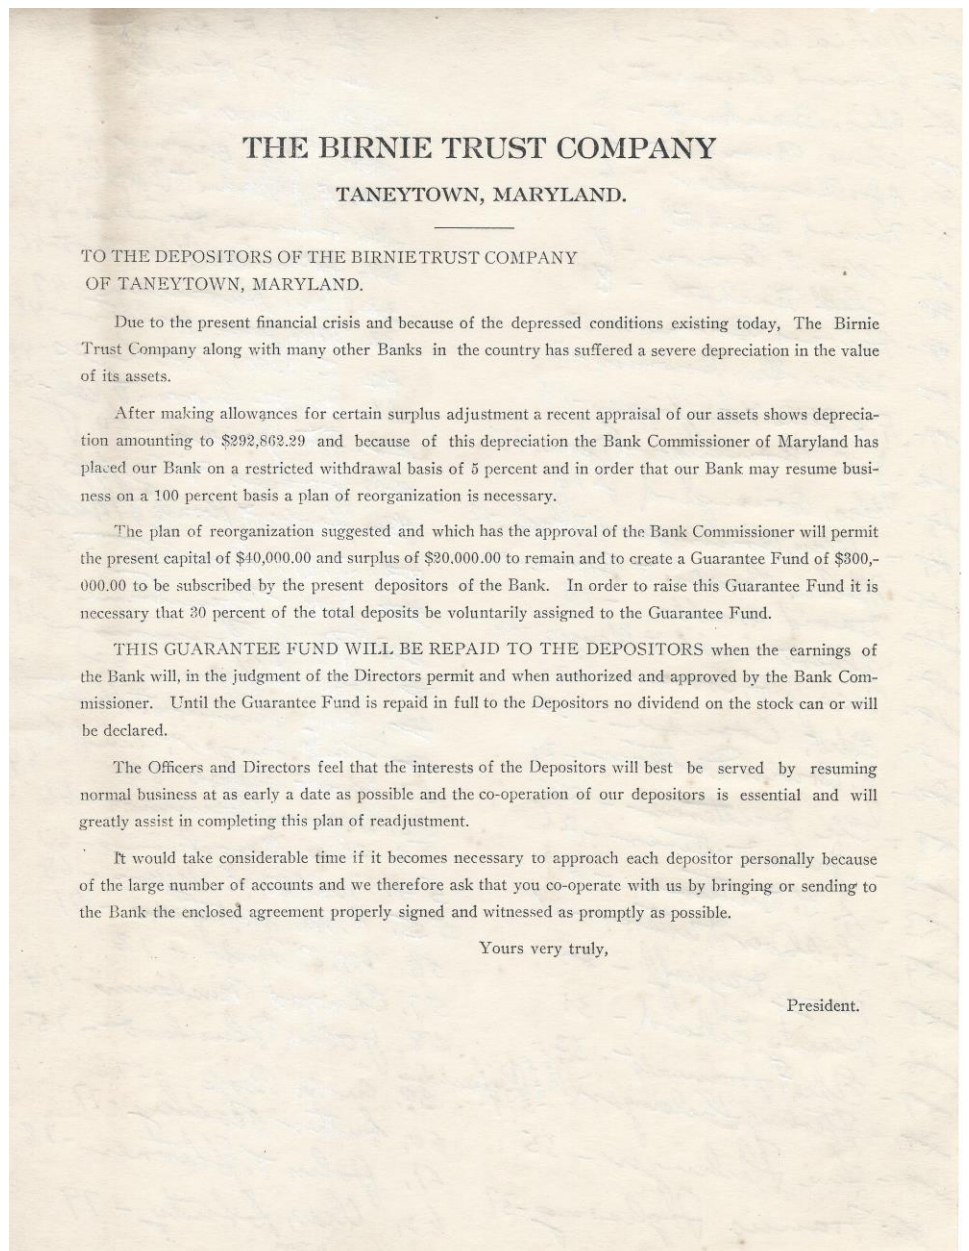 THE BIRNIE TRUST COMPANY
TANEYTOWN, MARYLAND.
TO THE DEPOSITORS OF THE BIRNIE TRUST COMPANY
OF TANEYTOWN, MARYLAND.
Due to the present financial crisis and because of the depressed conditions existing today, The Birnie
Trust Company along with many other Banks in the country has suffered a severe depreciation in the value
of its assets.
After making allowances for certain surplus adjustment a recent appraisal of our assets shows deprecia-
tion amounting to $292,862.29 and because of this depreciation the Bank Commissioner of Maryland has
placed our Bank on a restricted withdrawal basis of 5 percent and in order that our Bank may resume busi-
ness on a 100 percent basis a plan of reorganization is necessary.
The plan of reorganization suggested and which has the approval of the Bank Commissioner will permit
the present capital of $40,000.00 and surplus of $20,000.00 to remain and to create a Guarantee Fund of $300,-
000.00 to be subscribed by the present depositors of the Bank. In order to raise this Guarantee Fund it is
necessary that 30 percent of the total deposits be voluntarily assigned to the Guarantee Fund.
THIS GUARANTEE FUND WILL BE REPAID TO THE DEPOSITORS when the earnings of
the Bank will, in the judgment of the Directors permit and when authorized and approved by the Bank Com-
missioner. Until the Guarantee Fund is repaid in full to the Depositors no dividend on the stock can or will
be declared.
The Officers and Directors feel that the interests of the Depositors will best be served by resuming
normal business at as early a date as possible and the co-operation of our depositors is essential and will
greatly assist in completing this plan of readjustment.
It would take considerable time if it becomes necessary to approach each depositor personally because
of the large number of accounts and we therefore ask that you co-operate with us by bringing or sending to
the Bank the enclosed agreement properly signed and witnessed as promptly as possible.
Yours very truly,
President.